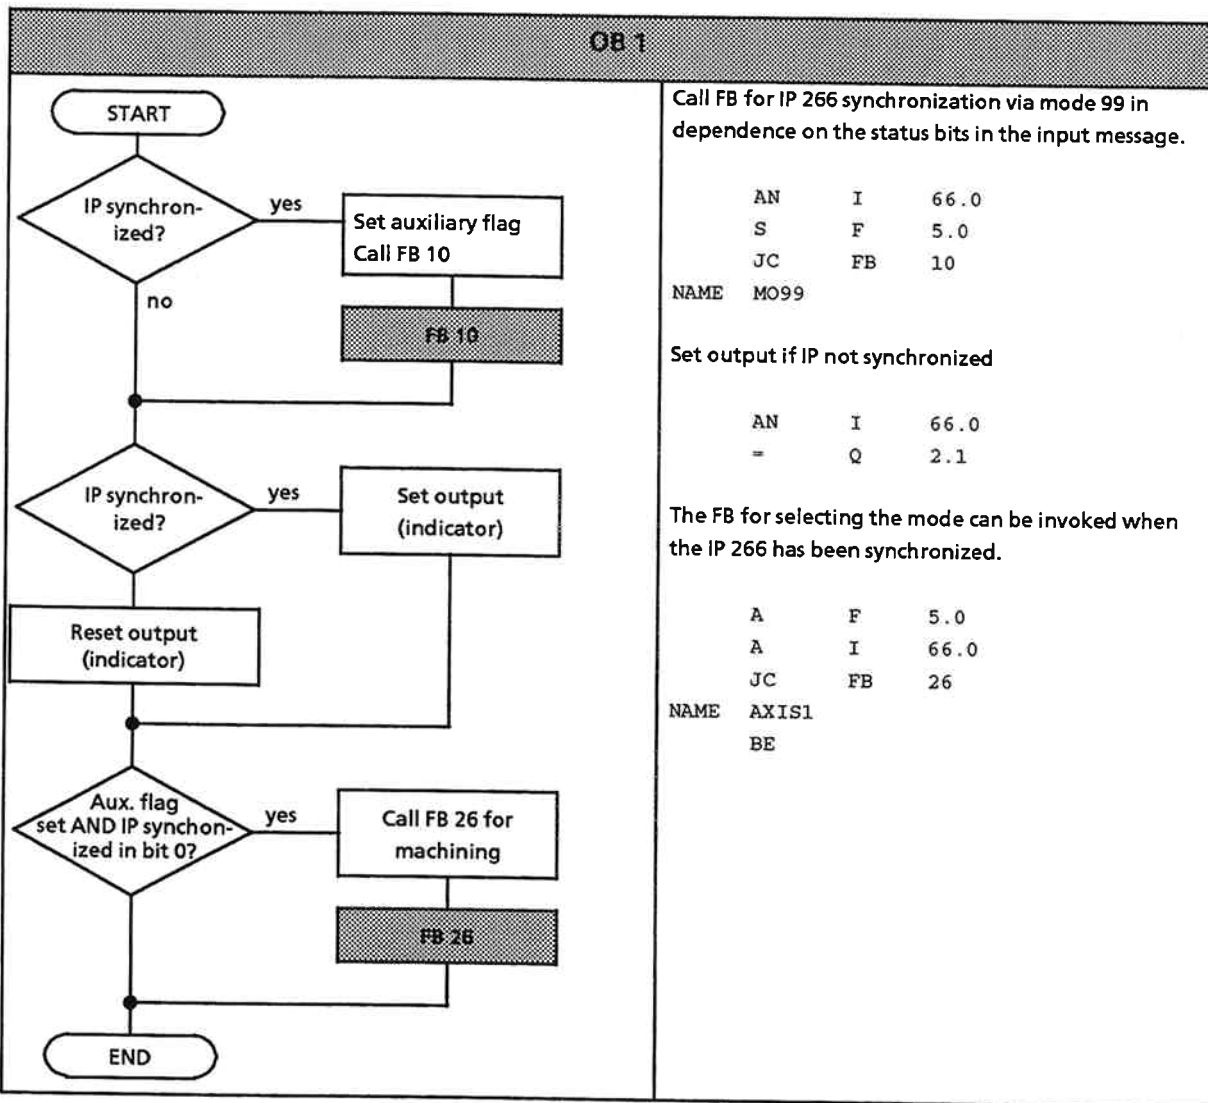 OB 1
START
IP synchron-
ized?
yes
no
Set auxiliary flag
Call FB 10
FB 10
IP synchron-
ized?
yes
Set output
(indicator)
Reset output
(indicator)
Aux. flag
set AND IP synchon-
ized in bit 0?
yes
Call FB 26 for
machining
FB 26
END
Call FB for IP 266 synchronization via mode 99 in
dependence on the status bits in the input message.
AN I 66.0
S F 5.0
JC FB 10
NAME MO99
Set output if IP not synchronized
AN I 66.0
= Q 2.1
The FB for selecting the mode can be invoked when
the IP 266 has been synchronized.
A F 5.0
A I 66.0
JC FB 26
NAME AXIS1
BE